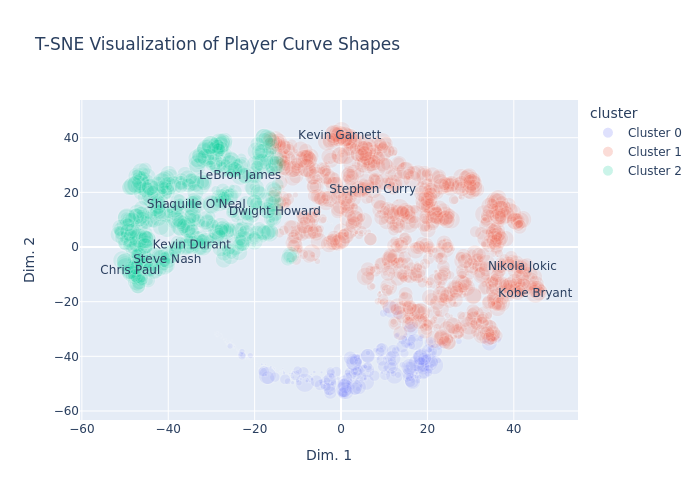 T-SNE Visualization of Player Curve Shapes
cluster
Cluster 0
Cluster 1
Cluster 2
Kevin Garnett
LeBron James
Stephen Curry
Shaquille O'Neal
Dwight Howard
Kevin Durant
Steve Nash
Chris Paul
Nikola Jokic
Kobe Bryant
40
20
0
−20
−40
−60
Dim. 2
−60
−40
−20
0
20
40
Dim. 1